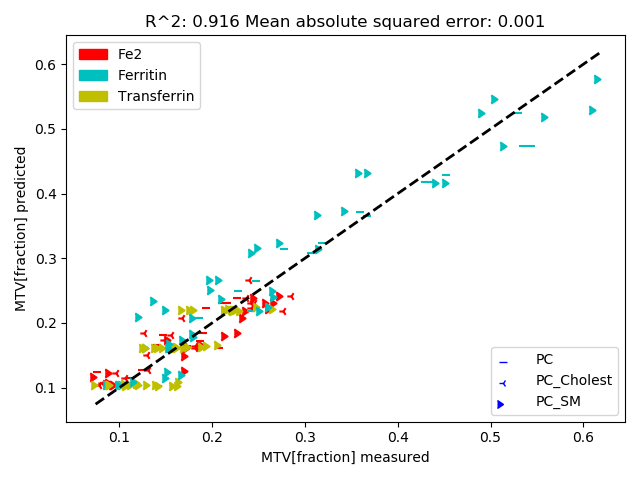 R^2: 0.916 Mean absolute squared error: 0.001
Fe2
Ferritin
Transferrin
0.6
0.5
0.4
0.3
0.2
0.1
MTV[fraction] predicted
PC
PC_Cholest
PC_SM
0.1 0.2 0.3 0.4 0.5 0.6
MTV[fraction] measured